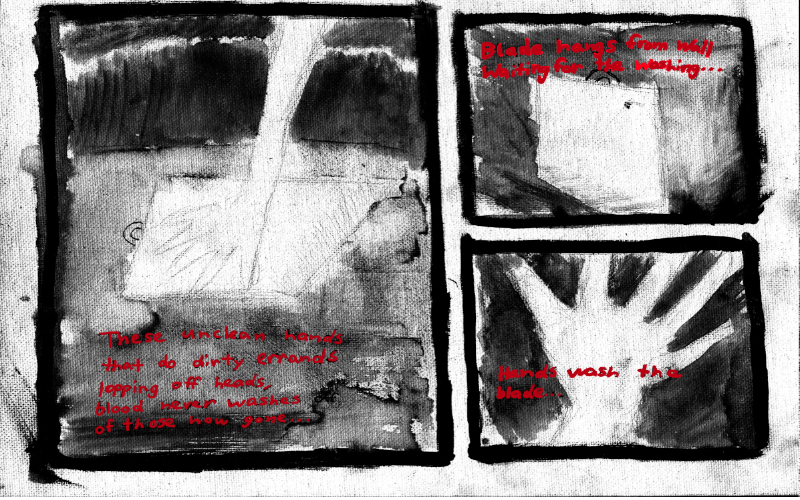 These unclean hands
that do dirty errands
lopping off heads,
blood never washes
of those now gone...
Blade hangs from wall
waiting for the washing...
Hands wash the
blade...